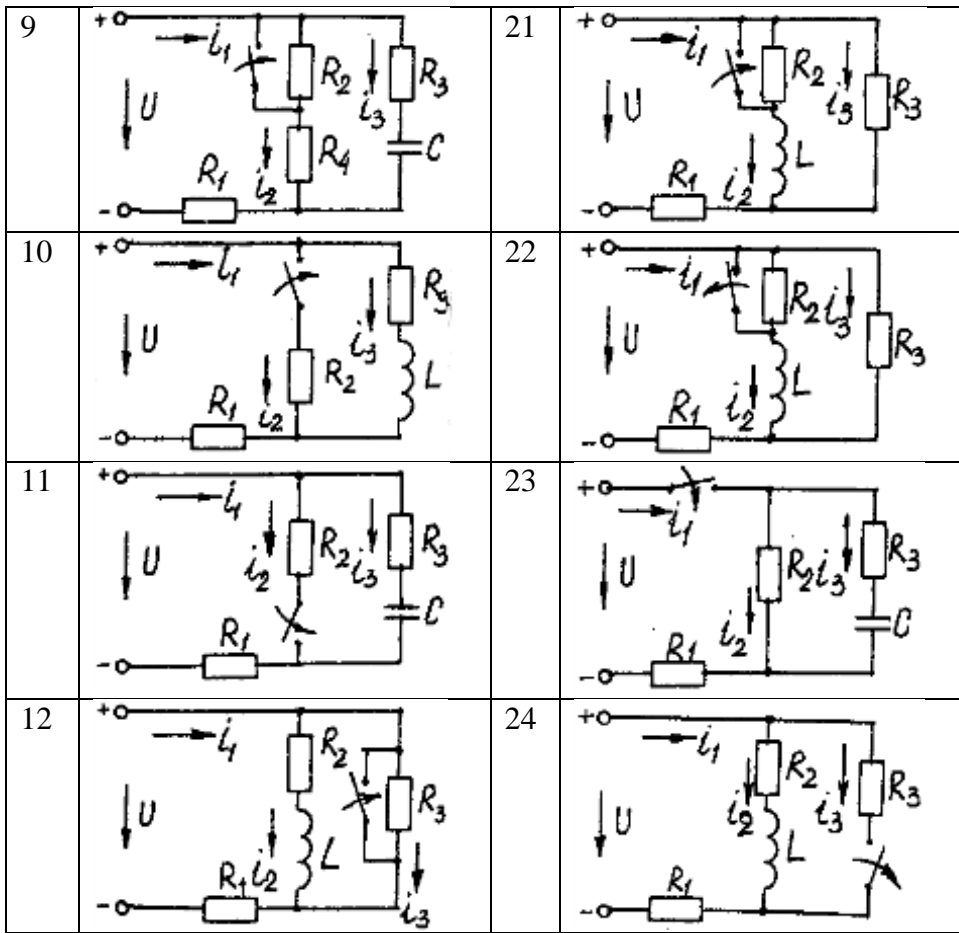 9
+
i1
R2
R3
i3
U
R4
C
i2
R1
-
21
+
i1
R2
i3
R3
U
L
i2
R1
-
10
+
i1
R3
i3
U
R2
L
i2
R1
-
22
+
i1
R2
i3
R3
U
L
i2
R1
-
11
+
i1
R2
R3
i2
i3
U
C
R1
-
23
+
i1
R3
R2
i3
U
i2
C
R1
-
12
+
i1
R2
R3
U
L
i2
R1
i3
-
24
+
i1
R2
R3
i2
i3
U
L
R1
-